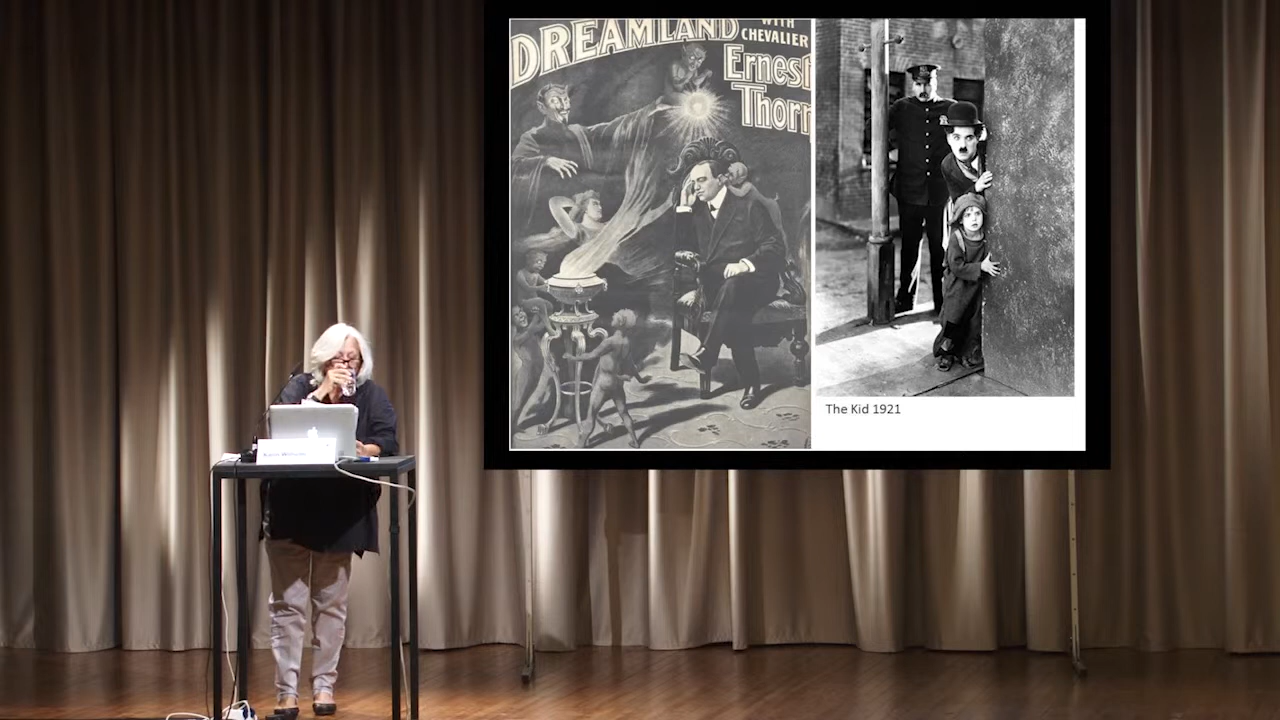 DREAMLAND
WITH
CHEVALIER
Ernest
Thorn
The Kid 1921